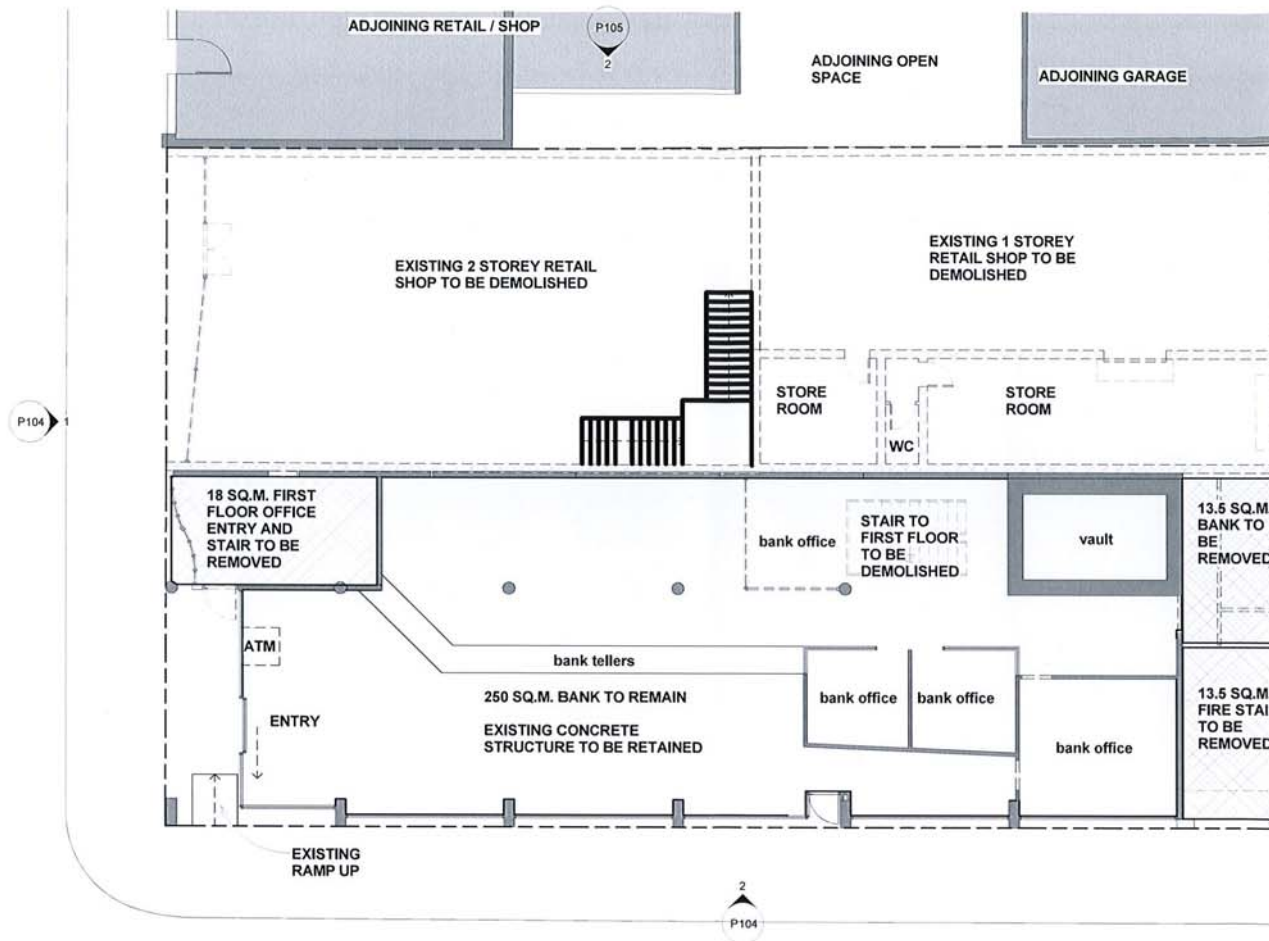 ADJOINING RETAIL / SHOP
P105
2
ADJOINING OPEN
SPACE
ADJOINING GARAGE
EXISTING 2 STOREY RETAIL
SHOP TO BE DEMOLISHED
EXISTING 1 STOREY
RETAIL SHOP TO BE
DEMOLISHED
STORE
ROOM
STORE
ROOM
WC
P104
1
18 SQ.M. FIRST
FLOOR OFFICE
ENTRY AND
STAIR TO BE
REMOVED
bank office
STAIR TO
FIRST FLOOR
TO BE
DEMOLISHED
vault
13.5 SQ.M.
BANK TO
BE
REMOVED
ATM
bank tellers
250 SQ.M. BANK TO REMAIN
EXISTING CONCRETE
STRUCTURE TO BE RETAINED
ENTRY
bank office
bank office
bank office
13.5 SQ.M
FIRE STAI
TO BE
REMOVED
EXISTING
RAMP UP
2
P104